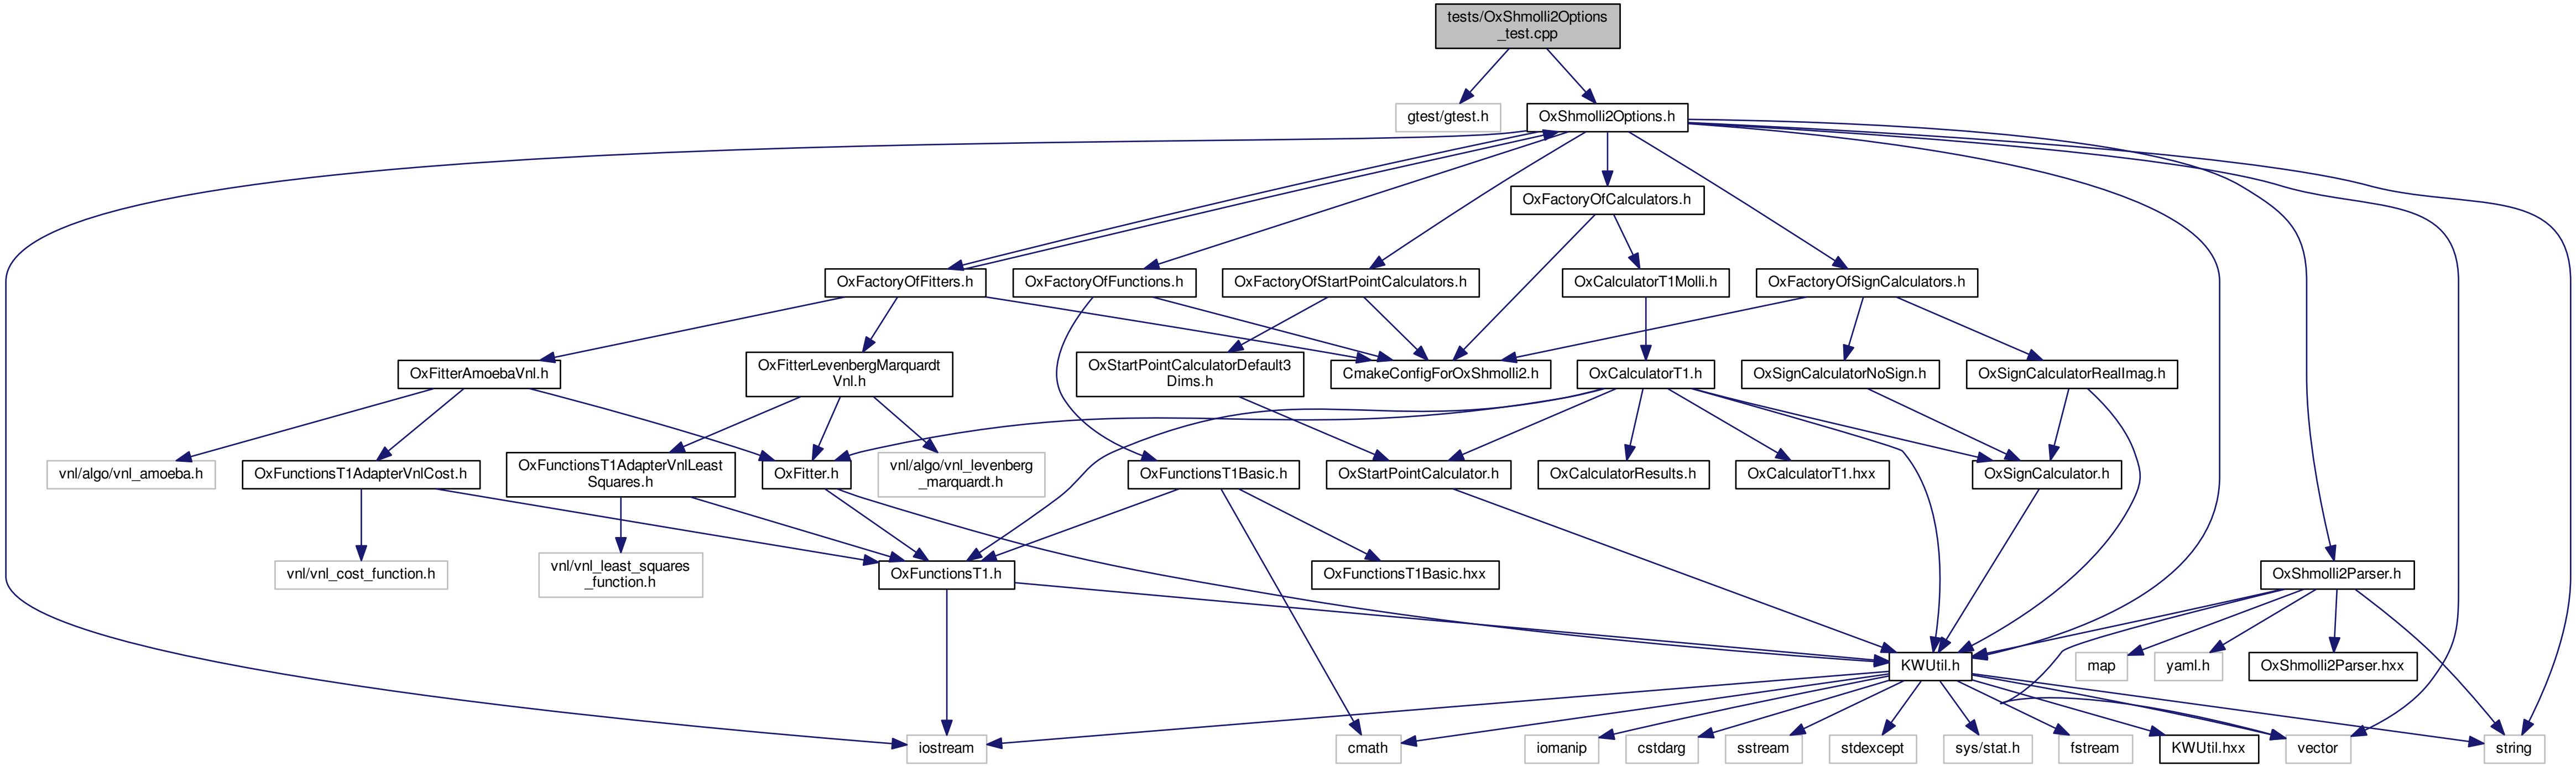 tests/OxShmolli2Options
_test.cpp
gtest/gtest.h
OxShmolli2Options.h
OxFactoryOfCalculators.h
OxFactoryOfFitters.h
OxFactoryOfFunctions.h
OxFactoryOfStartPointCalculators.h
OxCalculatorT1Molli.h
OxFactoryOfSignCalculators.h
OxFitterAmoebaVnl.h
OxFitterLevenbergMarquardt
Vnl.h
OxStartPointCalculatorDefault3
Dims.h
CmakeConfigForOxShmolli2.h
OxCalculatorT1.h
OxSignCalculatorNoSign.h
OxSignCalculatorRealImag.h
vnl/algo/vnl_amoeba.h
OxFunctionsT1AdapterVnlCost.h
OxFunctionsT1AdapterVnlLeast
Squares.h
OxFitter.h
vnl/algo/vnl_levenberg
_marquardt.h
OxFunctionsT1Basic.h
OxStartPointCalculator.h
OxCalculatorResults.h
OxCalculatorT1.hxx
OxSignCalculator.h
vnl/vnl_cost_function.h
vnl/vnl_least_squares
_function.h
OxFunctionsT1.h
OxFunctionsT1Basic.hxx
OxShmolli2Parser.h
KWUtil.h
map
yaml.h
OxShmolli2Parser.hxx
iostream
cmath
iomanip
cstdarg
sstream
stdexcept
sys/stat.h
fstream
KWUtil.hxx
vector
string